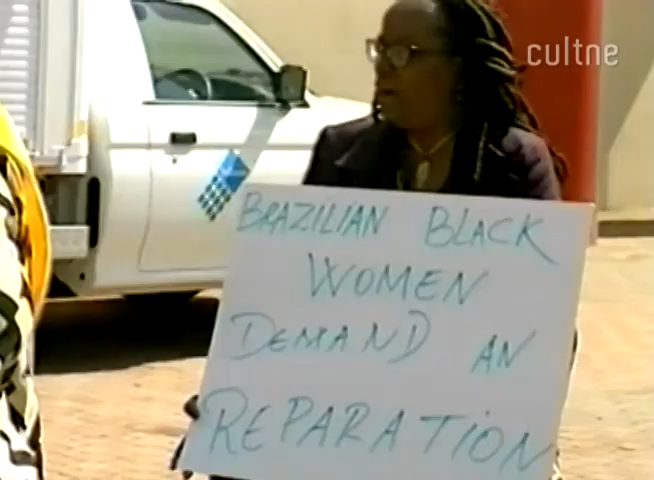 cultne
BRAZILIAN BLACK
WOMEN
DEMAND AN
REPARATION